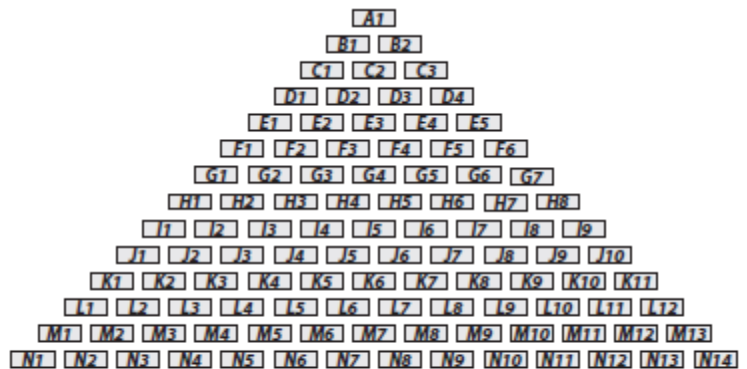 A1
B1 B2
C1 C2 C3
D1 D2 D3 D4
E1 E2 E3 E4 E5
F1 F2 F3 F4 F5 F6
G1 G2 G3 G4 G5 G6 G7
H1 H2 H3 H4 H5 H6 H7 H8
I1 I2 I3 I4 I5 I6 I7 I8 I9
J1 J2 J3 J4 J5 J6 J7 J8 J9 J10
K1 K2 K3 K4 K5 K6 K7 K8 K9 K10 K11
L1 L2 L3 L4 L5 L6 L7 L8 L9 L10 L11 L12
M1 M2 M3 M4 M5 M6 M7 M8 M9 M10 M11 M12 M13
N1 N2 N3 N4 N5 N6 N7 N8 N9 N10 N11 N12 N13 N14